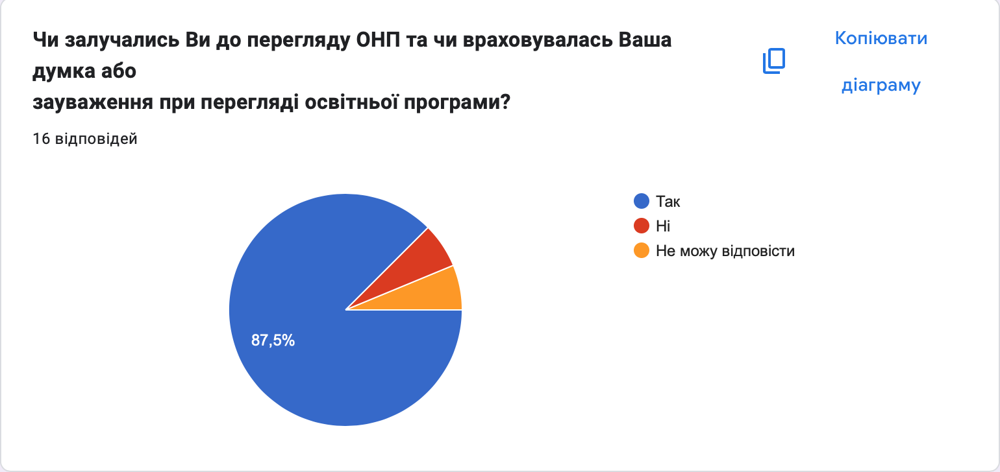 Чи залучались Ви до перегляду ОНП та чи враховувалась Ваша
думка або
зауваження при перегляді освітньої програми?
Копіювати
діаграму
16 відповідей
Так
Ні
Не можу відповісти
87,5%